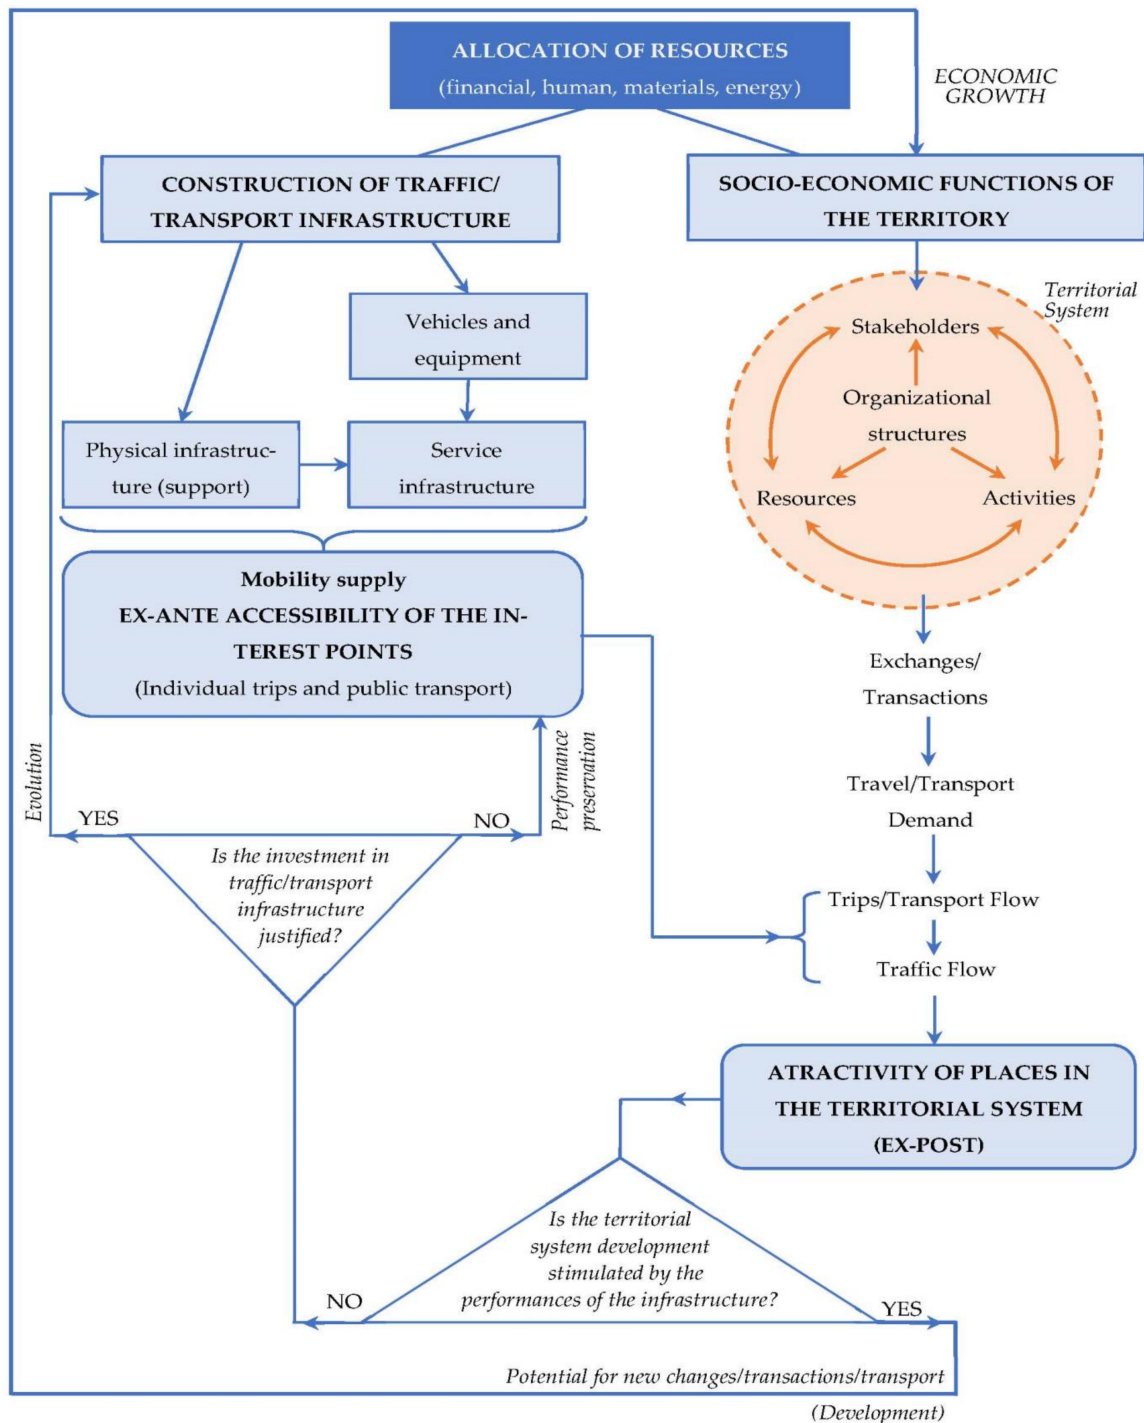 ALLOCATION OF RESOURCES
(financial, human, materials, energy)
ECONOMIC
GROWTH
CONSTRUCTION OF TRAFFIC/
TRANSPORT INFRASTRUCTURE
SOCIO-ECONOMIC FUNCTIONS OF
THE TERRITORY
Vehicles and
equipment
Physical infrastruc-
ture (support)
Service
infrastructure
Territorial
System
Stakeholders
Organizational
structures
Resources
Activities
Mobility supply
EX-ANTE ACCESSIBILITY OF THE IN-
TEREST POINTS
(Individual trips and public transport)
Exchanges/
Transactions
Travel/Transport
Demand
Trips/Transport Flow
Traffic Flow
Evolution
YES
NO
Performance
preservation
Is the investment in
traffic/transport
infrastructure
justified?
ATRACTIVITY OF PLACES IN
THE TERRITORIAL SYSTEM
(EX-POST)
Is the territorial
system development
stimulated by the
performances of the infrastructure?
NO
YES
Potential for new changes/transactions/transport
(Development)